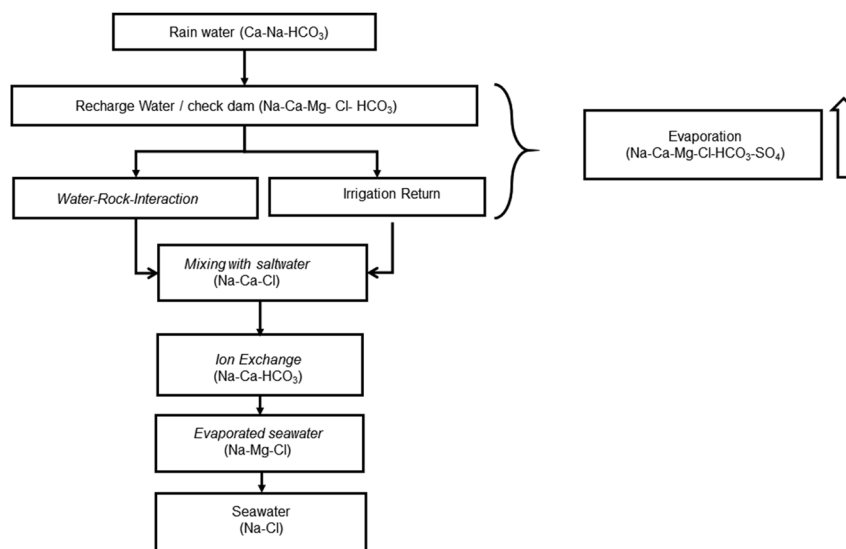 Rain water (Ca-Na-HCO₃)
Recharge Water / check dam (Na-Ca-Mg- Cl- HCO₃)
Evaporation
(Na-Ca-Mg-Cl-HCO₃-SO₄)
Water-Rock-Interaction
Irrigation Return
Mixing with saltwater
(Na-Ca-Cl)
Ion Exchange
(Na-Ca-HCO₃)
Evaporated seawater
(Na-Mg-Cl)
Seawater
(Na-Cl)